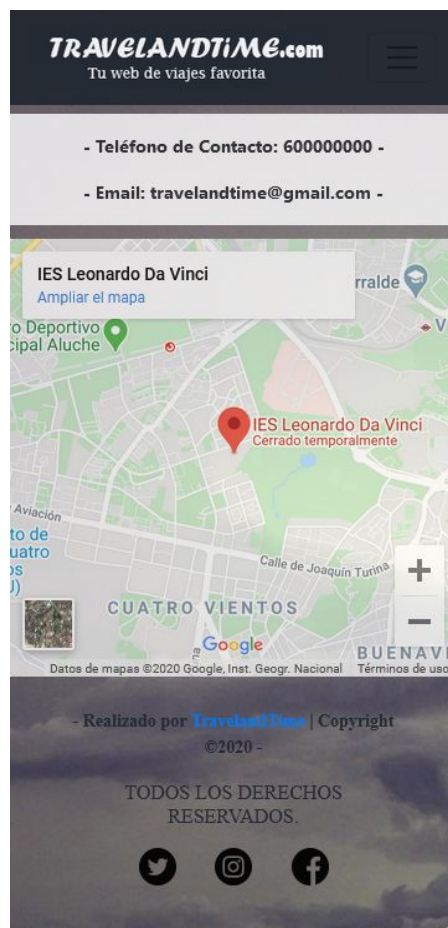 TRAVELANDTiME.com
Tu web de viajes favorita
- Teléfono de Contacto: 600000000 -
- Email: travelandtime@gmail.com -
IES Leonardo Da Vinci
Ampliar el mapa
rralde
o Deportivo
cipal Aluche
V
IES Leonardo Da Vinci
Cerrado temporalmente
Aviación
to de
uatro
os
J)
Calle de Joaquín Turina
CUATRO VIENTOS
Google
BUENAVI
Datos de mapas ©2020 Google, Inst. Geogr. Nacional Términos de uso
- Realizado por TravelandTime | Copyright
©2020 -
TODOS LOS DERECHOS
RESERVADOS.